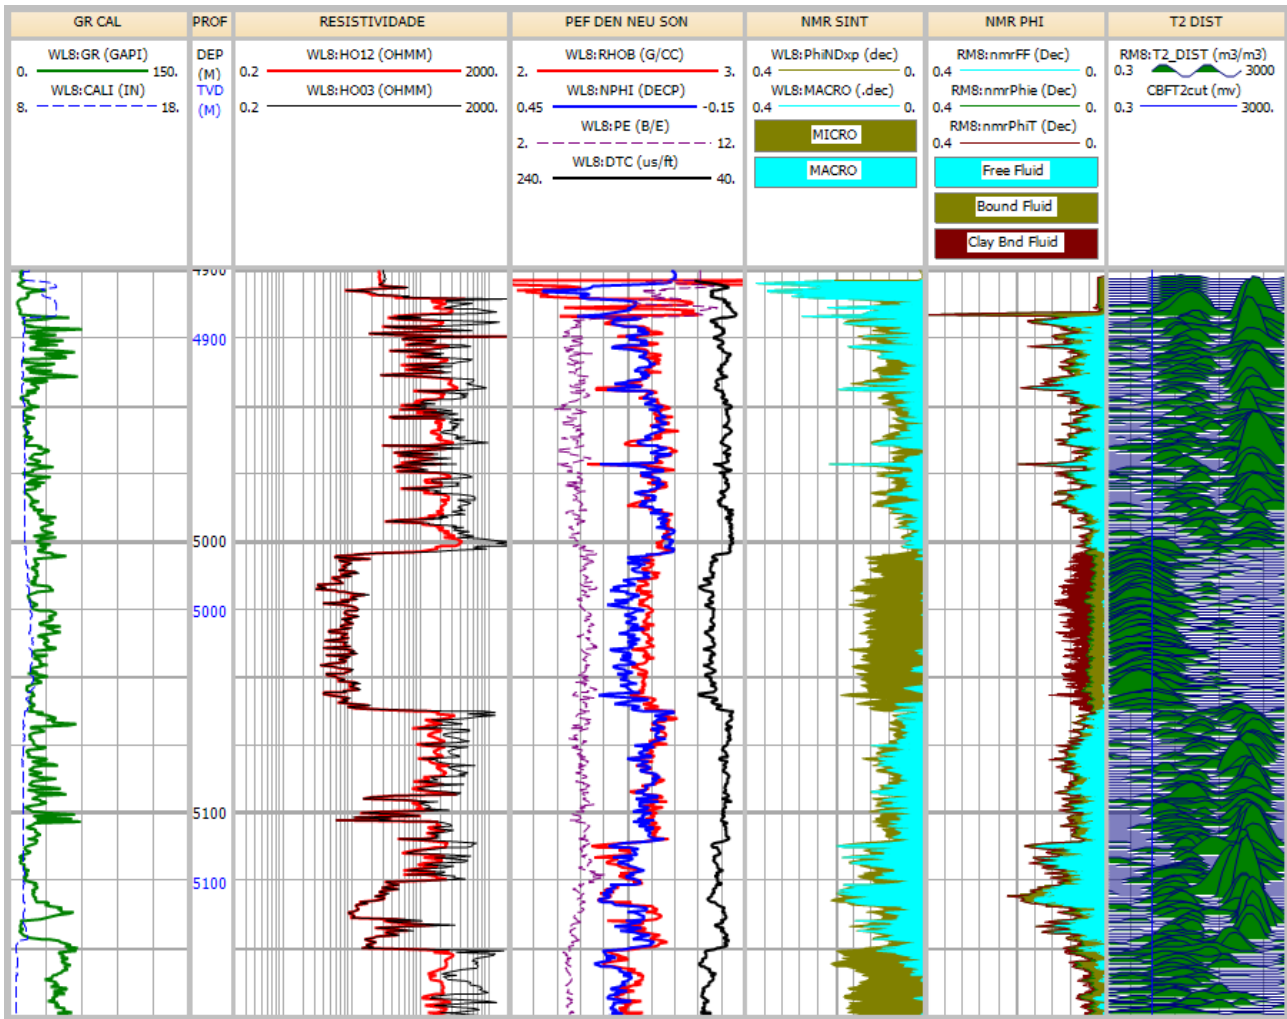 GR CAL PROF RESISTIVIDADE PEF DEN NEU SON NMR SINT NMR PHI T2 DIST
WL8:GR (GAPI)
0. 150.
WL8:CALI (IN)
8. 18.
DEP
(M)
TVD
(M)
WL8:HO12 (OHMM)
0.2 2000.
WL8:HO03 (OHMM)
0.2 2000.
WL8:RHOB (G/CC)
2. 3.
WL8:NPHI (DECP)
0.45 -0.15
WL8:PE (B/E)
2. 12.
WL8:DTC (us/ft)
240. 40.
WL8:PhiNDxp (dec)
0.4 0.
WL8:MACRO (.dec)
0.4 0.
MICRO
MACRO
RM8:nmrFF (Dec)
0.4 0.
RM8:nmrPhie (Dec)
0.4 0.
RM8:nmrPhiT (Dec)
0.4 0.
Free Fluid
Bound Fluid
Clay Bnd Fluid
RM8:T2_DIST (m3/m3)
0.3 3000
CBFT2cut (mv)
0.3 3000.
4900
4900
5000
5000
5100
5100